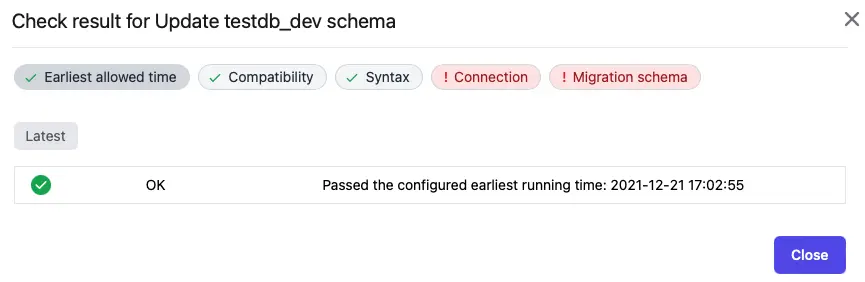 Check result for Update testdb_dev schema
Earliest allowed time Compatibility Syntax ! Connection ! Migration schema
Latest
OK Passed the configured earliest running time: 2021-12-21 17:02:55
Close